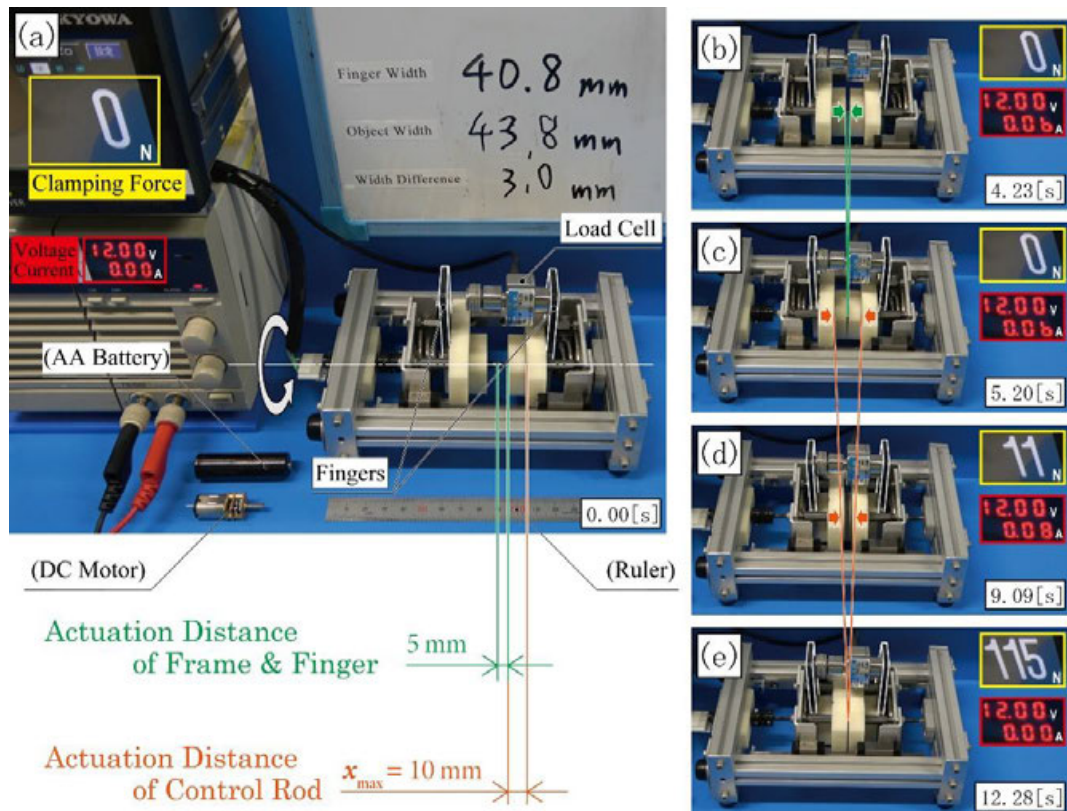 (a)
KYOWA
0
N
Clamping Force
Finger Width 40.8 mm
Object Width 43.8 mm
Width Difference 3.0 mm
Load Cell
Voltage 12.00 V
Current 0.00 A
(AA Battery)
Fingers
0.00[s]
(DC Motor)
(Ruler)
Actuation Distance
of Frame & Finger
5 mm
Actuation Distance
of Control Rod
xmax = 10 mm
(b)
0
N
12.00 V
0.06 A
4.23[s]
(c)
0
N
12.00 V
0.06 A
5.20[s]
(d)
11
N
12.00 V
0.08 A
9.09[s]
(e)
115
N
12.00 V
0.00 A
12.28[s]